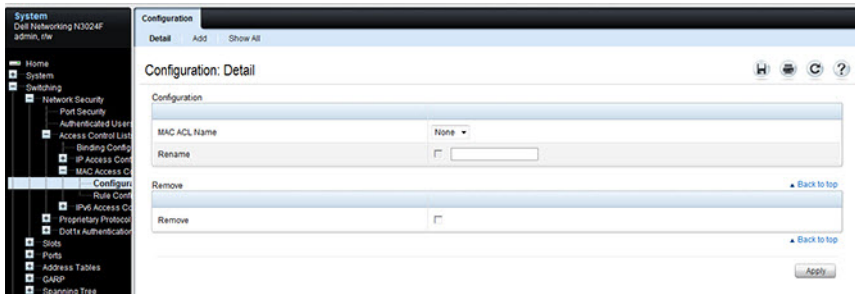 System
Dell Networking N3024F
admin, r/w
Home
System
Switching
Network Security
Port Security
Authenticated Users
Access Control List
Binding Config
IP Access Cont
MAC Access Co
Configura
Rule Conf
IPv6 Access Co
Proprietary Protocol
Dot1x Authentication
Slots
Ports
Address Tables
GARP
Spanning Tree
Configuration
Detail Add Show All
Configuration: Detail
Configuration
MAC ACL Name None
Rename
Remove
Back to top
Remove
Back to top
Apply